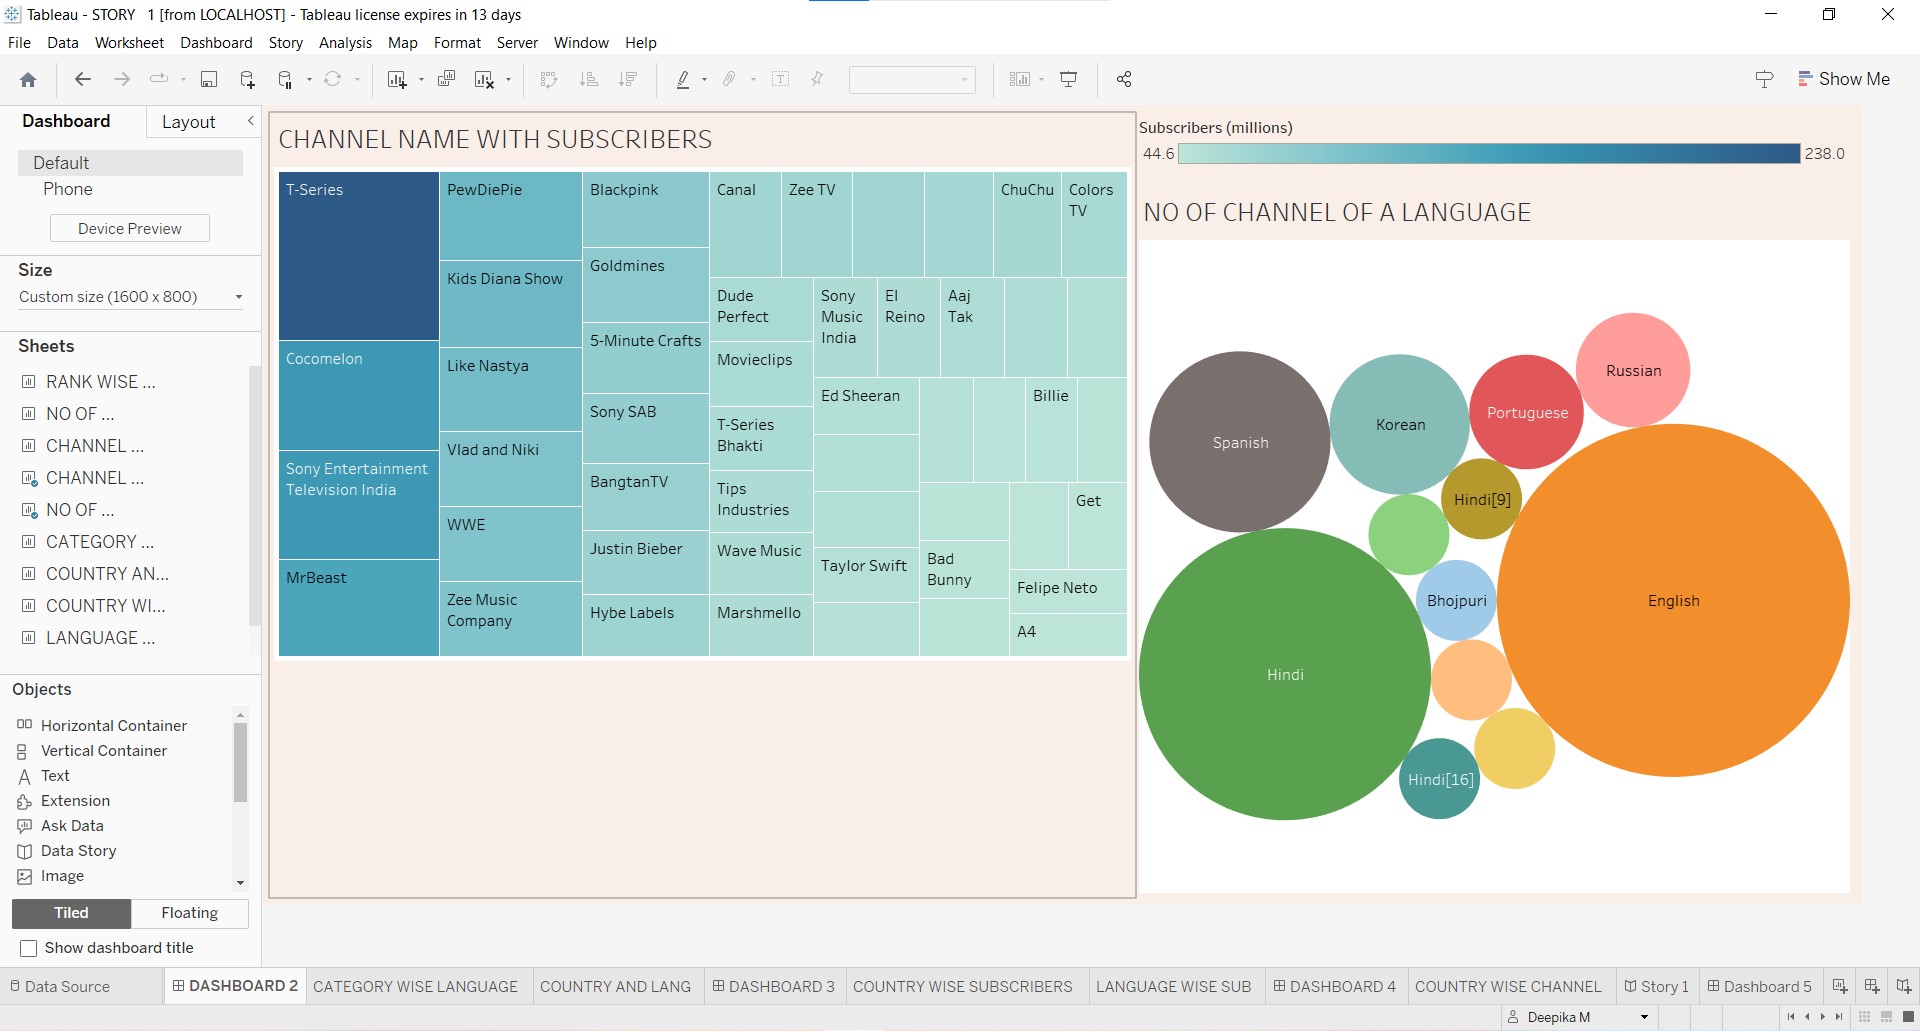 Tableau - STORY 1 [from LOCALHOST] - Tableau license expires in 13 days
File Data Worksheet Dashboard Story Analysis Map Format Server Window Help
Show Me
Dashboard Layout
Default
Phone
Device Preview
Size
Custom size (1600 x 800)
Sheets
RANK WISE ...
NO OF ...
CHANNEL ...
CHANNEL ...
NO OF ...
CATEGORY ...
COUNTRY AN...
COUNTRY WI...
LANGUAGE ...
Objects
Horizontal Container
Vertical Container
Text
Extension
Ask Data
Data Story
Image
Tiled Floating
Show dashboard title
CHANNEL NAME WITH SUBSCRIBERS
T-Series
Cocomelon
Sony Entertainment
Television India
MrBeast
PewDiePie
Kids Diana Show
Like Nastya
Vlad and Niki
WWE
Zee Music
Company
Blackpink
Goldmines
5-Minute Crafts
Sony SAB
BangtanTV
Justin Bieber
Hybe Labels
Canal
Zee TV
ChuChu
Colors
TV
Dude
Perfect
Movieclips
T-Series
Bhakti
Tips
Industries
Wave Music
Marshmello
Sony
Music
India
El
Reino
Aaj
Tak
Ed Sheeran
Billie
Taylor Swift
Bad
Bunny
Get
Felipe Neto
A4
Subscribers (millions)
44.6 238.0
NO OF CHANNEL OF A LANGUAGE
Russian
Portuguese
Korean
Spanish
Hindi[9]
Bhojpuri
English
Hindi
Hindi[16]
Data Source DASHBOARD 2 CATEGORY WISE LANGUAGE COUNTRY AND LANG DASHBOARD 3 COUNTRY WISE SUBSCRIBERS LANGUAGE WISE SUB DASHBOARD 4 COUNTRY WISE CHANNEL Story 1 Dashboard 5
Deepika M